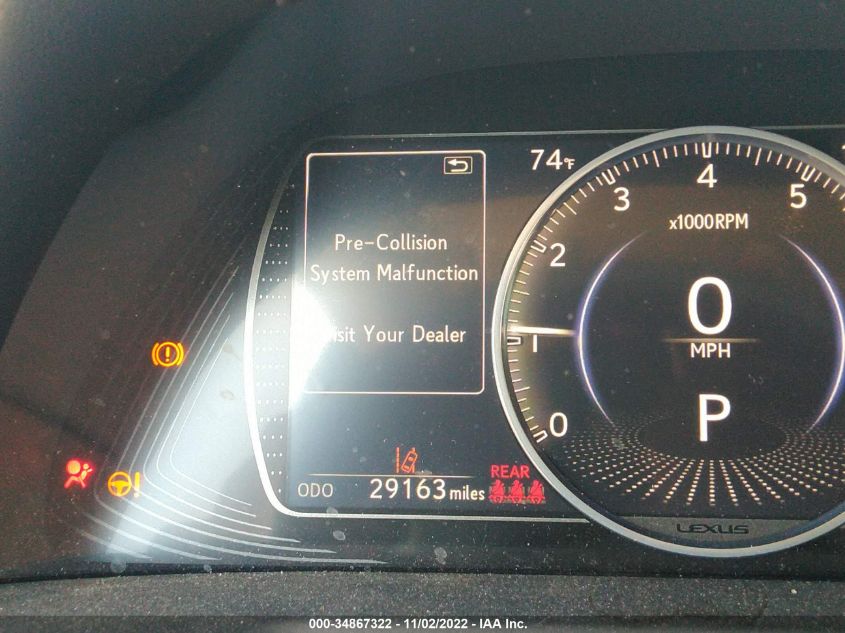 74°F
Pre-Collision
System Malfunction
Visit Your Dealer
0
1
2
3
4
5
x1000RPM
0
MPH
P
REAR
ODO 29163 miles
LEXUS
000-34867322 - 11/02/2022 - IAA Inc.